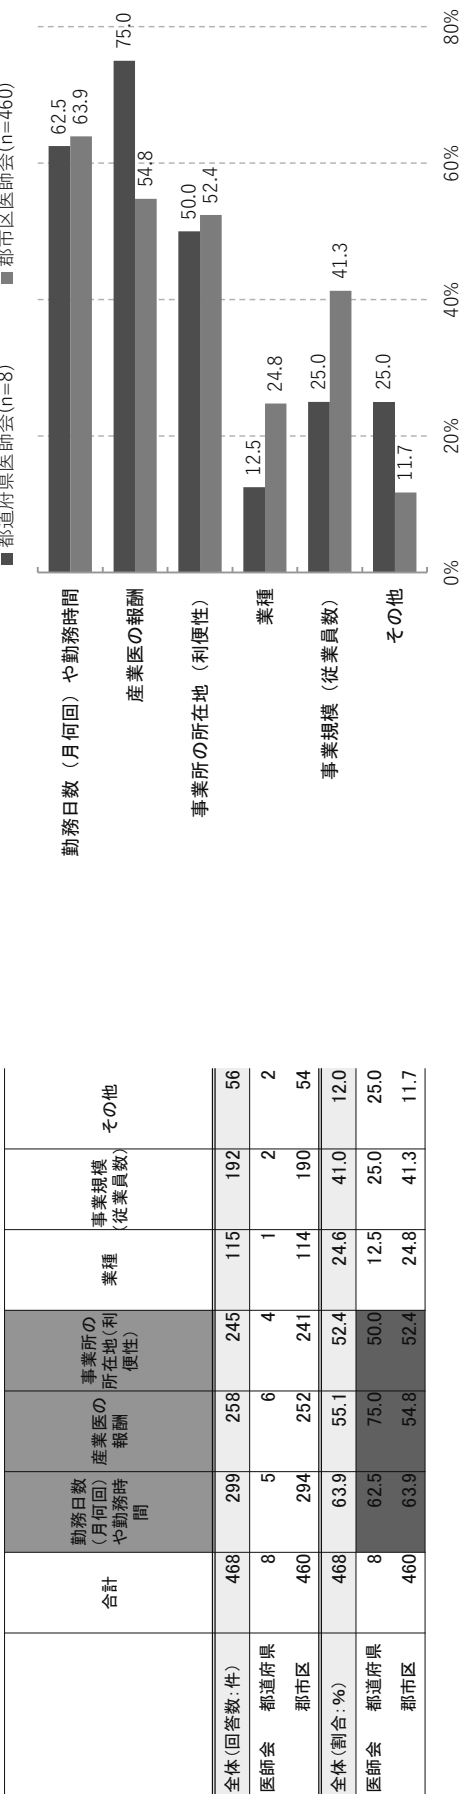 合計
勤務日数
(月何回)
や勤務時
間
産業医の
報酬
事業所の
所在地(利
便性)
業種
事業規模
(従業員数)
その他
全体(回答数:件) 468 299 258 245 115 192 56
医師会 都道府県 8 5 6 4 1 2 2
郡市区 460 294 252 241 114 190 54
全体(割合:%) 468 63.9 55.1 52.4 24.6 41.0 12.0
医師会 都道府県 8 62.5 75.0 50.0 12.5 25.0 25.0
郡市区 460 63.9 54.8 52.4 24.8 41.3 11.7
■都道府県医師会(n=8) ■郡市区医師会(n=460)
勤務日数(月何回)や勤務時間 62.5
63.9
産業医の報酬 75.0
54.8
事業所の所在地(利便性) 50.0
52.4
業種 12.5
24.8
事業規模(従業員数) 25.0
41.3
その他 25.0
11.7
0% 20% 40% 60% 80%